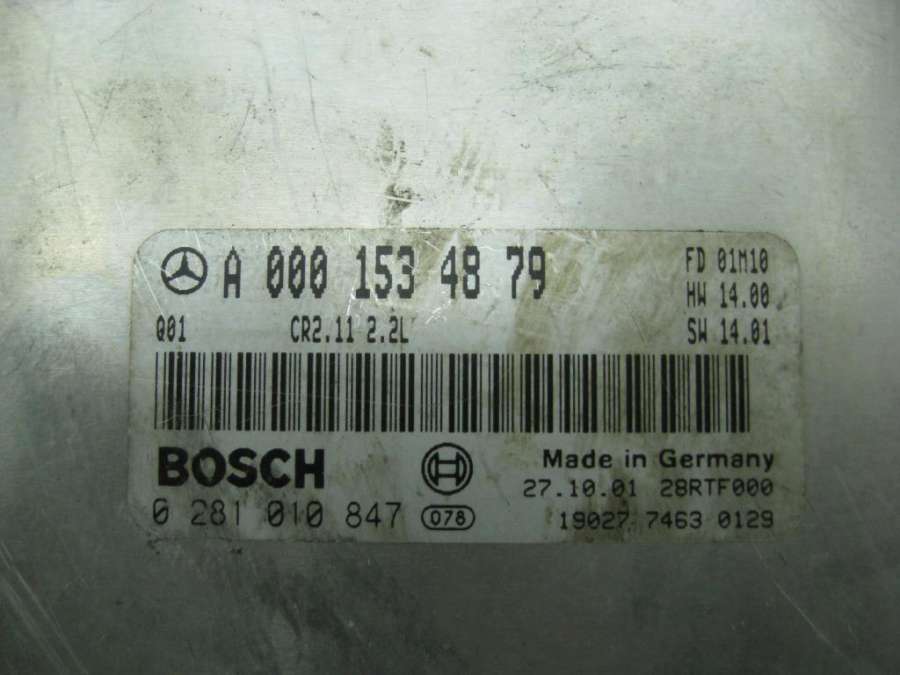 A 000 153 48 79
FD 01M10
HW 14.00
Q01 CR2.11 2.2L SW 14.01
BOSCH
Made in Germany
27.10.01 28RTF000
0 281 010 847 078 19027 7463 0129